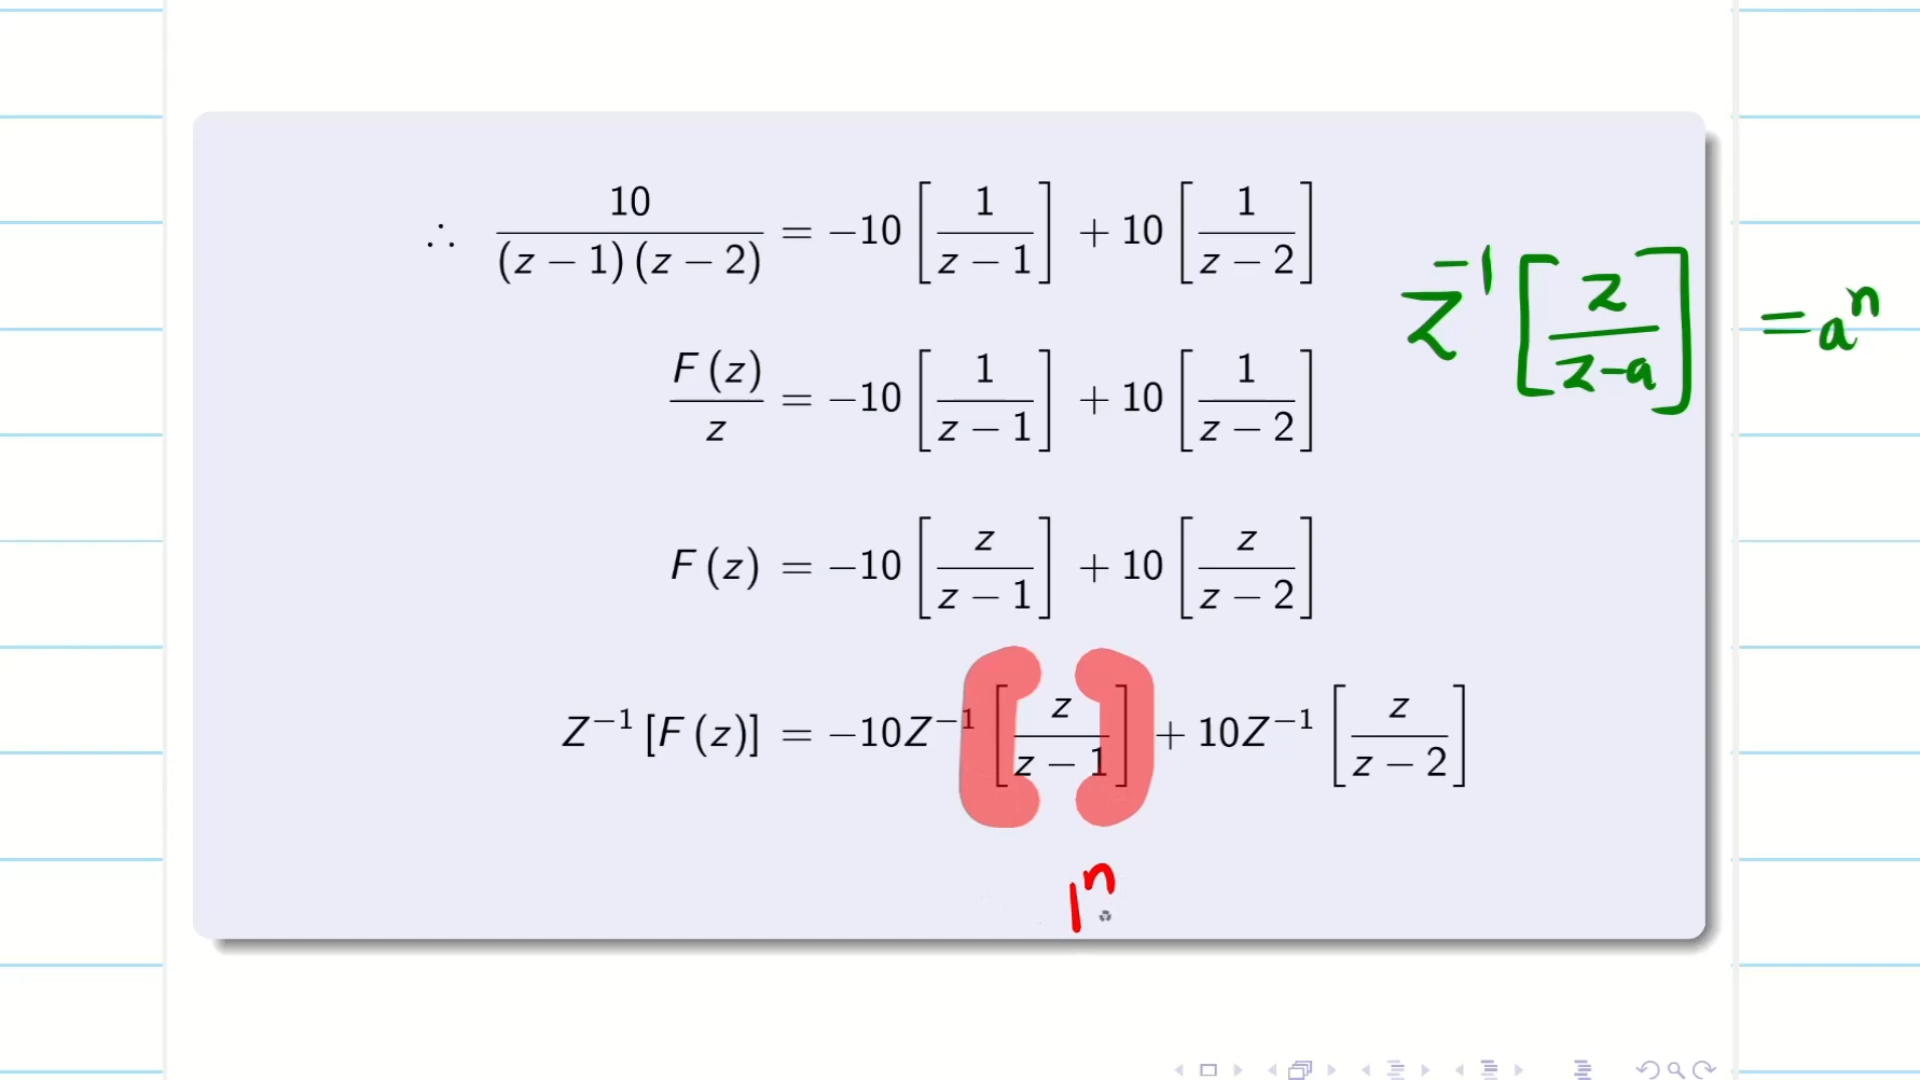 ∴ 10/((z − 1)(z − 2)) = −10 [1/(z − 1)] + 10 [1/(z − 2)]
F(z)/z = −10 [1/(z − 1)] + 10 [1/(z − 2)]
Z⁻¹ [z/(z−a)] = aⁿ
F(z) = −10 [z/(z − 1)] + 10 [z/(z − 2)]
Z⁻¹ [F(z)] = −10Z⁻¹ [z/(z − 1)] + 10Z⁻¹ [z/(z − 2)]
1ⁿ